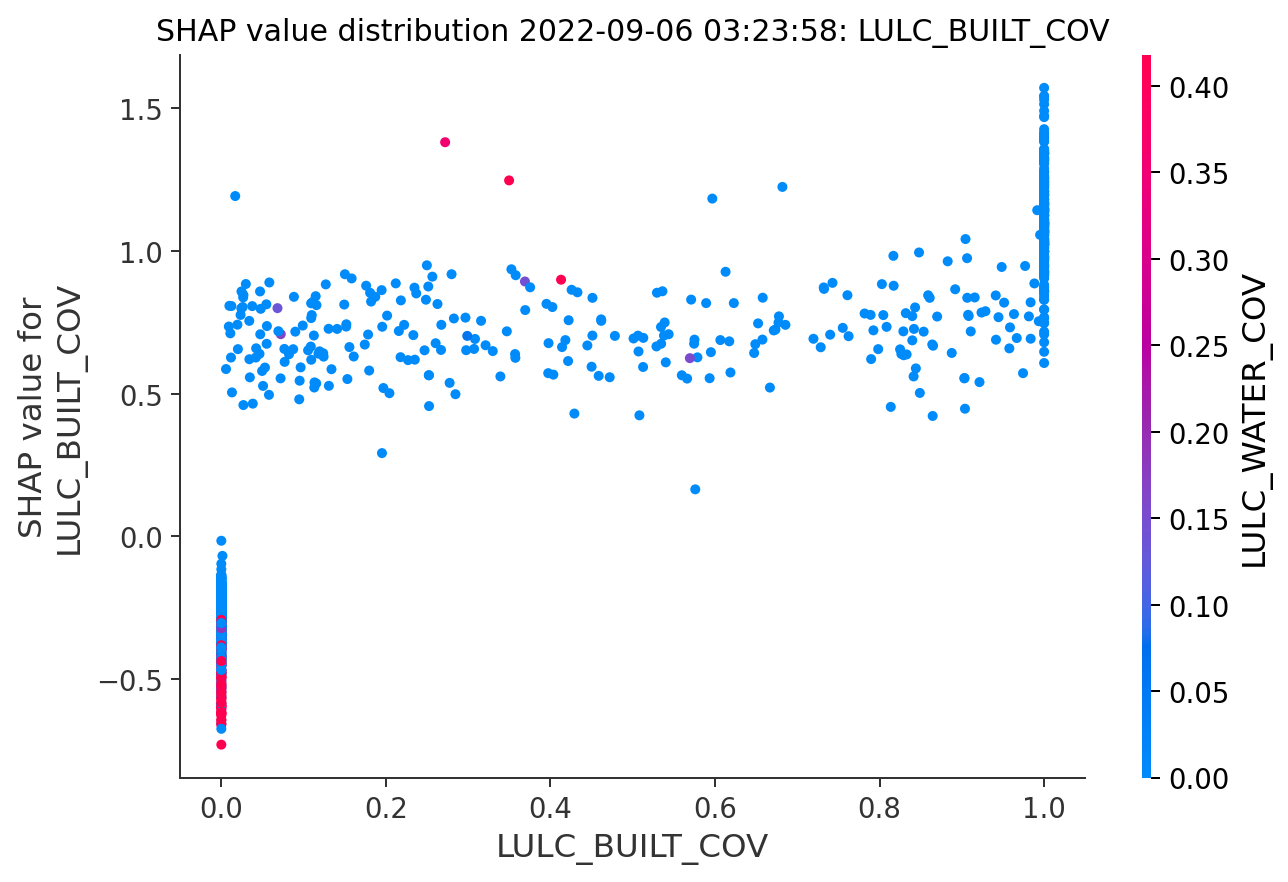 SHAP value distribution 2022-09-06 03:23:58: LULC_BUILT_COV
SHAP value for
LULC_BUILT_COV
1.5
1.0
0.5
0.0
−0.5
0.0 0.2 0.4 0.6 0.8 1.0
LULC_BUILT_COV
0.40
0.35
0.30
0.25
0.20
0.15
0.10
0.05
0.00
LULC_WATER_COV